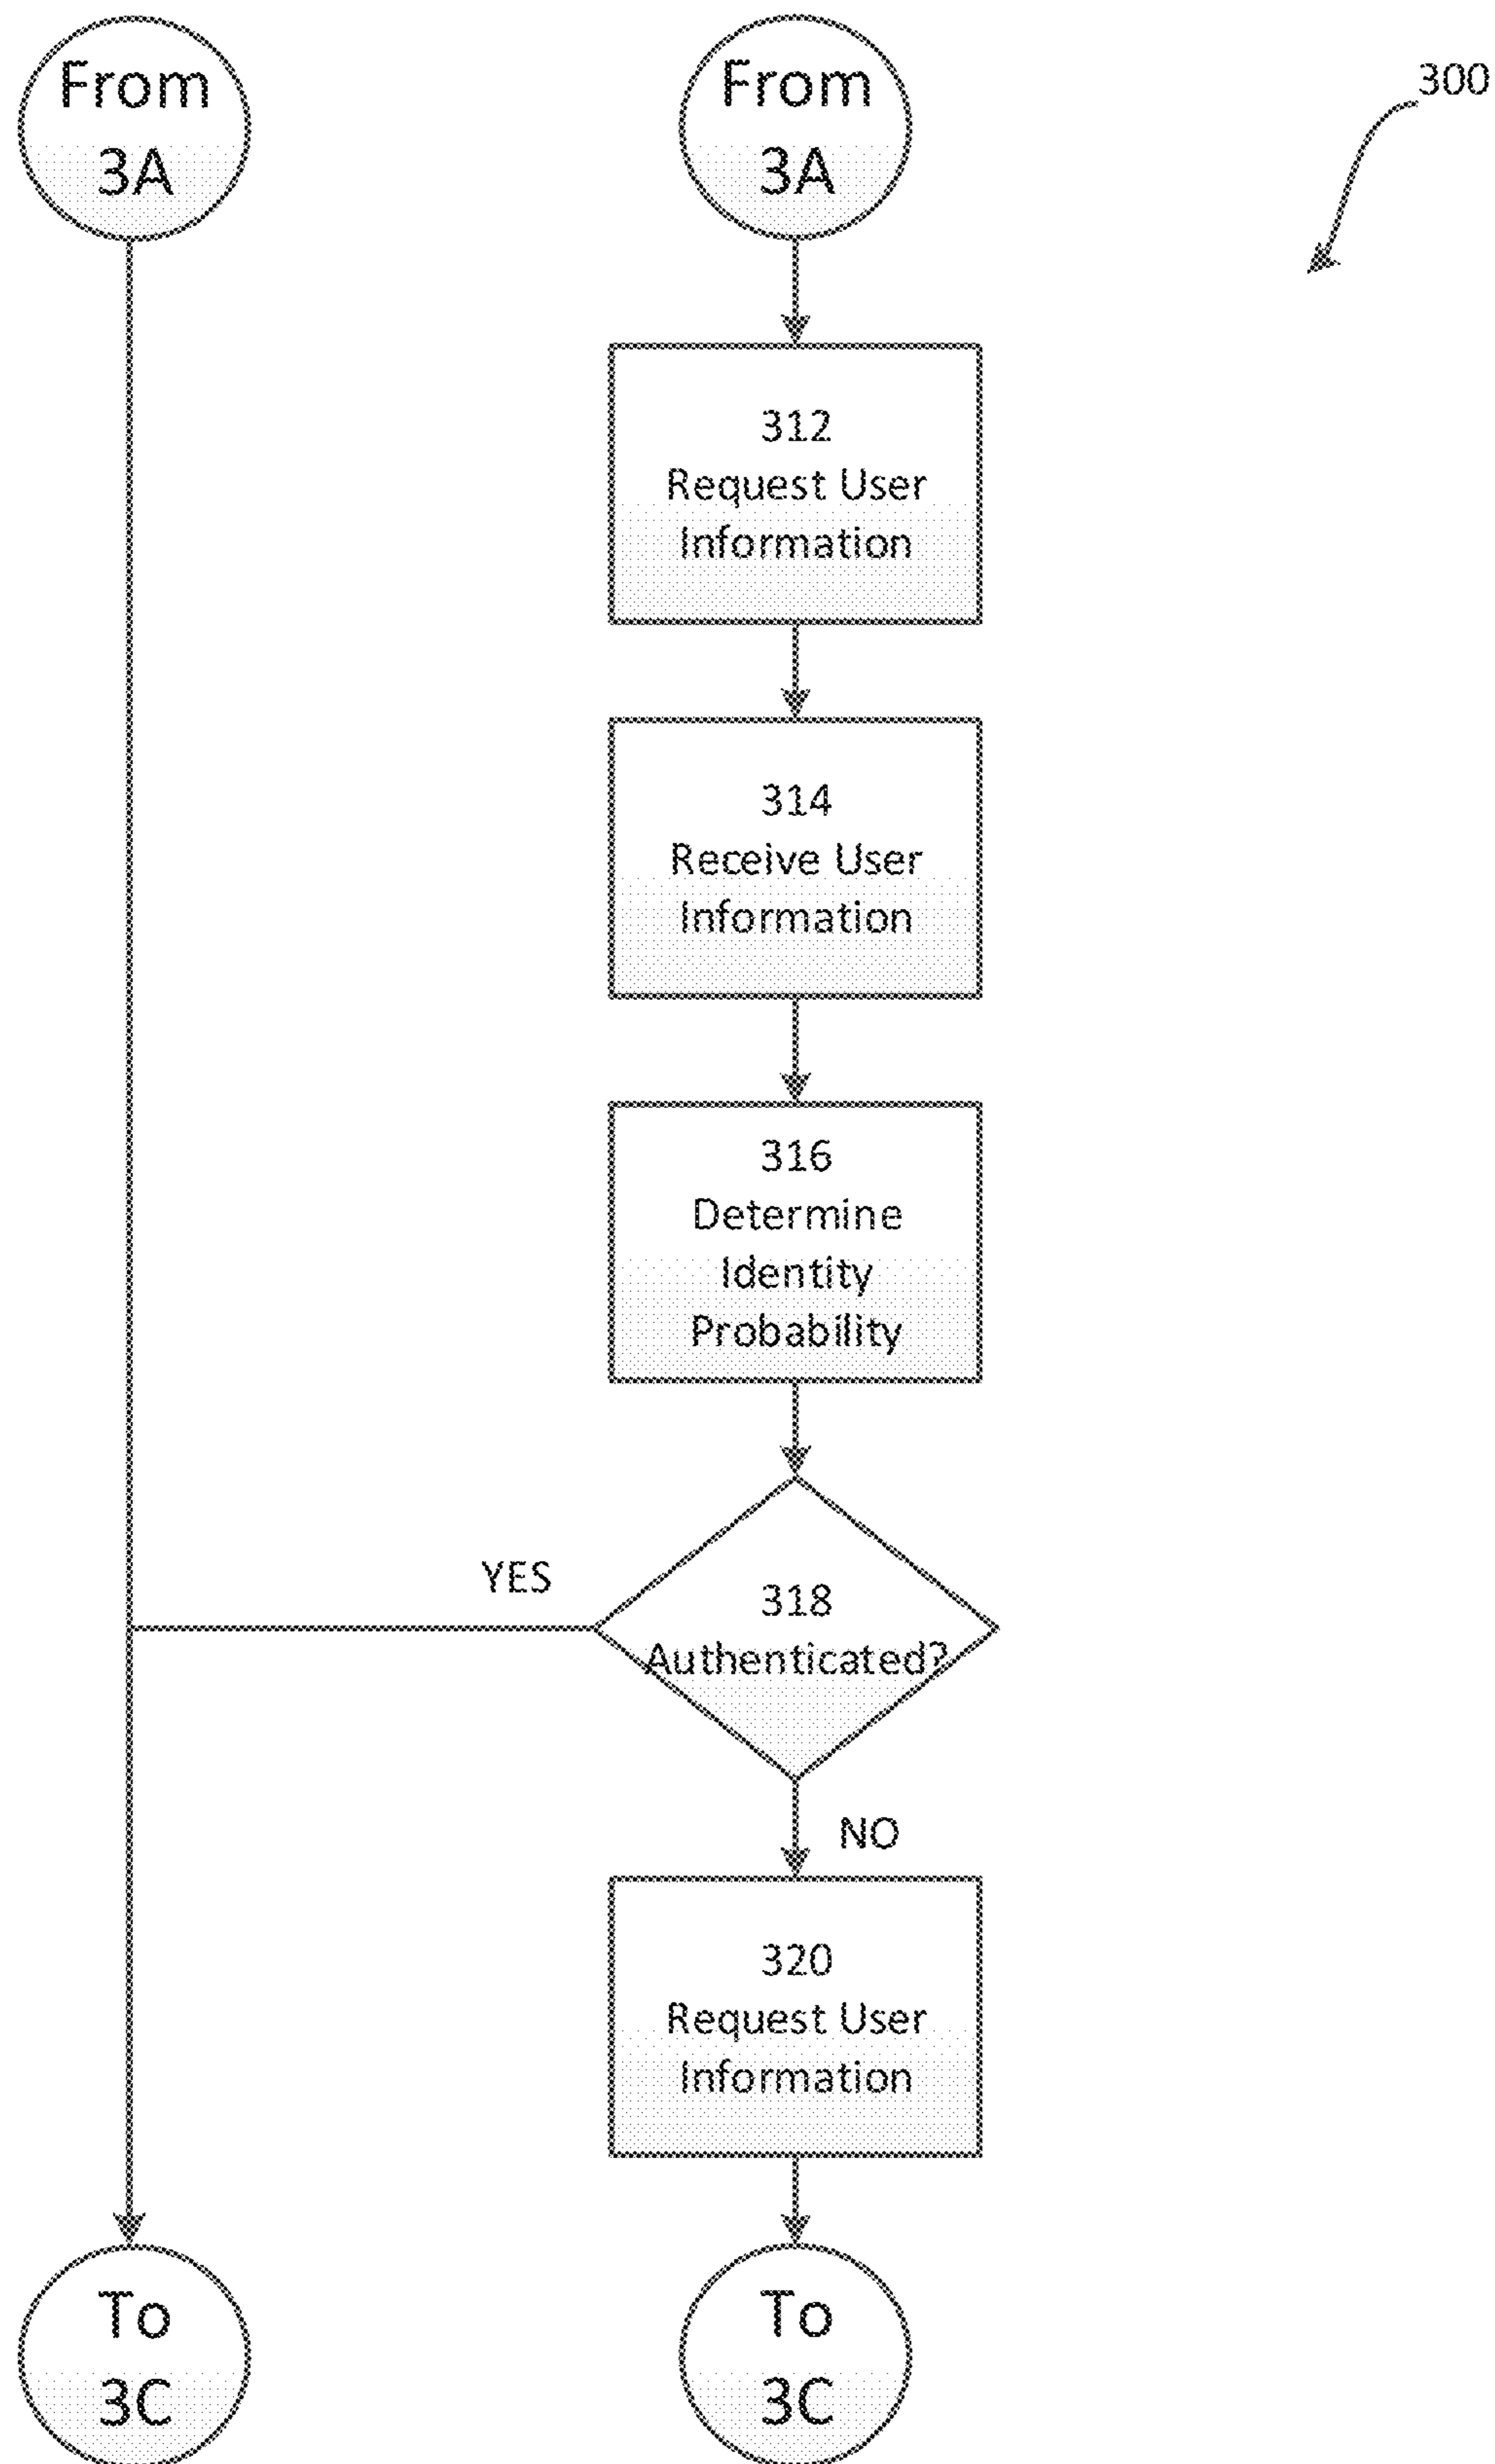 From
3A
From
3A
300
312
Request User
Information
314
Receive User
Information
316
Determine
Identity
Probability
YES
318
Authenticated?
NO
320
Request User
Information
To
3C
To
3C